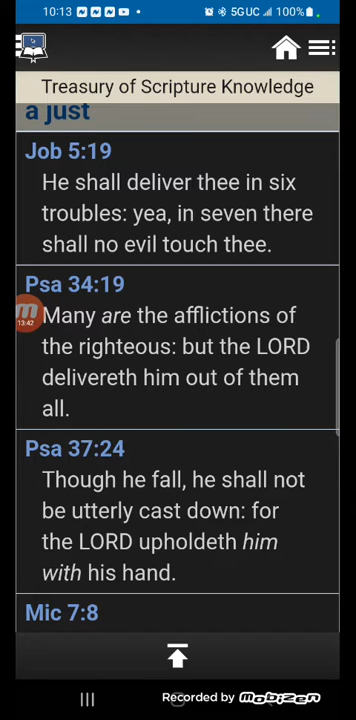 10:13
5GUC 100%
Treasury of Scripture Knowledge
a just
Job 5:19
He shall deliver thee in six
troubles: yea, in seven there
shall no evil touch thee.
Psa 34:19
13:42
Many are the afflictions of
the righteous: but the LORD
delivereth him out of them
all.
Psa 37:24
Though he fall, he shall not
be utterly cast down: for
the LORD upholdeth him
with his hand.
Mic 7:8
Recorded by mobizen